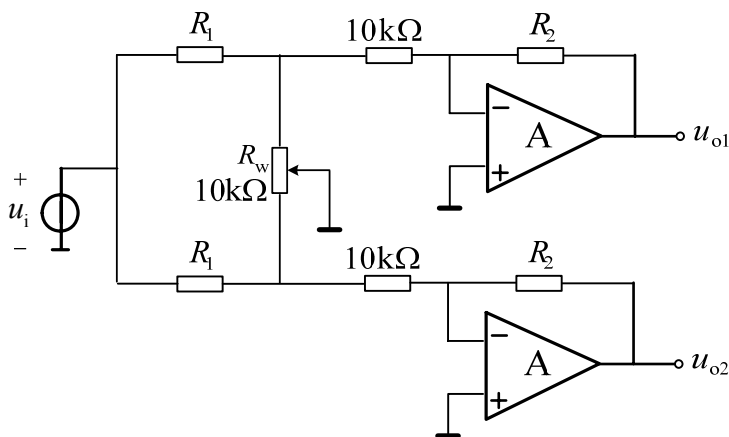 R1
10kΩ
R2
−
A
+
uo1
+
ui
−
Rw
10kΩ
R1
10kΩ
R2
−
A
+
uo2